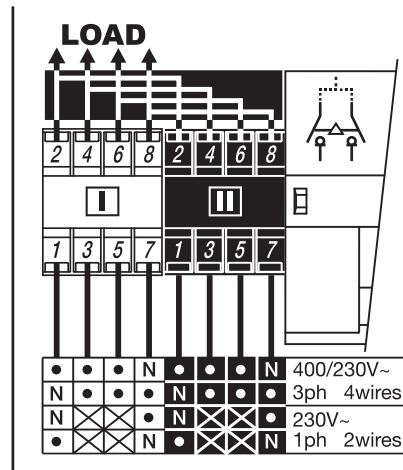 LOAD
2 4 6 8 2 4 6 8
I II
1 3 5 7 1 3 5 7
● ● ● N ● ● ● N 400/230V~
N ● ● ● N ● ● ● 3ph 4wires
N ● N ● 230V~
● N ● N 1ph 2wires